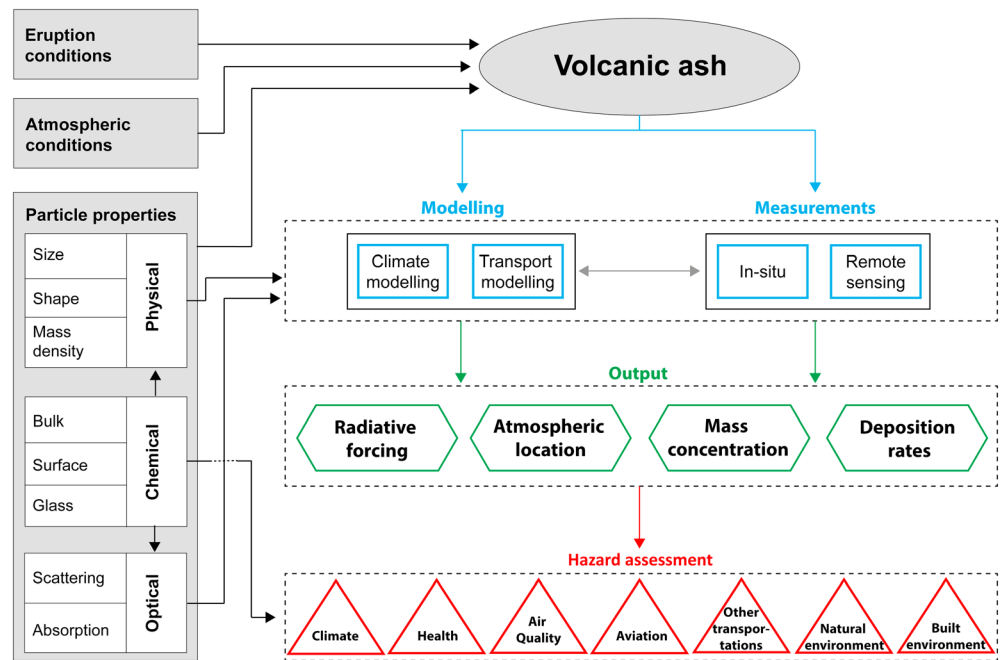 Eruption
conditions
Volcanic ash
Atmospheric
conditions
Particle properties
Size
Shape
Mass
density
Physical
Bulk
Surface
Glass
Chemical
Scattering
Absorption
Optical
Modelling
Measurements
Climate
modelling
Transport
modelling
In-situ
Remote
sensing
Output
Radiative
forcing
Atmospheric
location
Mass
concentration
Deposition
rates
Hazard assessment
Climate
Health
Air
Quality
Aviation
Other
transpor-
tations
Natural
environment
Built
environment